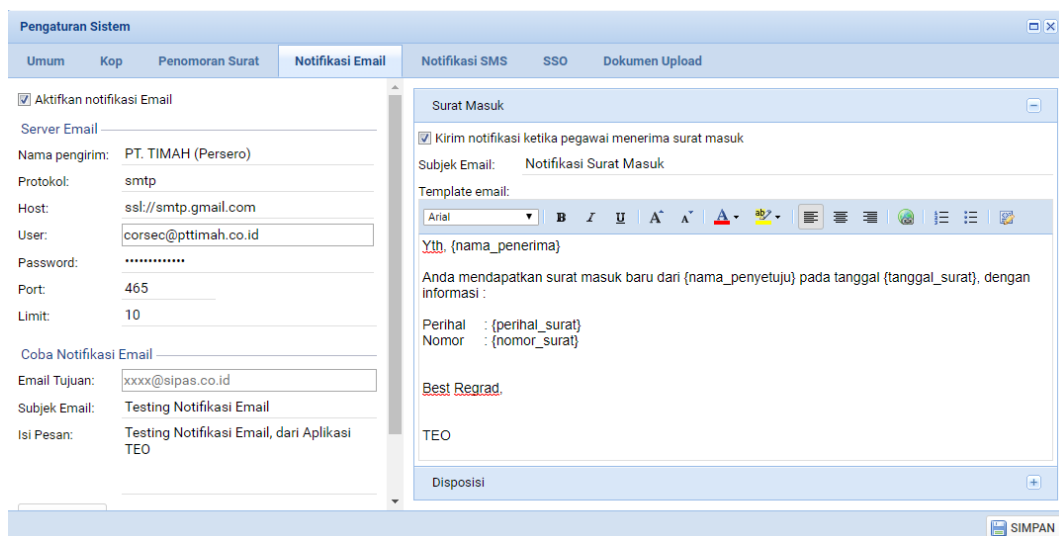 Pengaturan Sistem
Umum Kop Penomoran Surat Notifikasi Email Notifikasi SMS SSO Dokumen Upload
Aktifkan notifikasi Email
Server Email
Nama pengirim: PT. TIMAH (Persero)
Protokol: smtp
Host: ssl://smtp.gmail.com
User: corsec@pttimah.co.id
Password: •••••••••••••
Port: 465
Limit: 10
Coba Notifikasi Email
Email Tujuan: xxxx@sipas.co.id
Subjek Email: Testing Notifikasi Email
Isi Pesan: Testing Notifikasi Email, dari Aplikasi
TEO
Surat Masuk
Kirim notifikasi ketika pegawai menerima surat masuk
Subjek Email: Notifikasi Surat Masuk
Template email:
Arial B I U A A A ab
Yth, {nama_penerima}
Anda mendapatkan surat masuk baru dari {nama_penyetuju} pada tanggal {tanggal_surat}, dengan
informasi :
Perihal : {perihal_surat}
Nomor : {nomor_surat}
Best Regrad,
TEO
Disposisi
SIMPAN